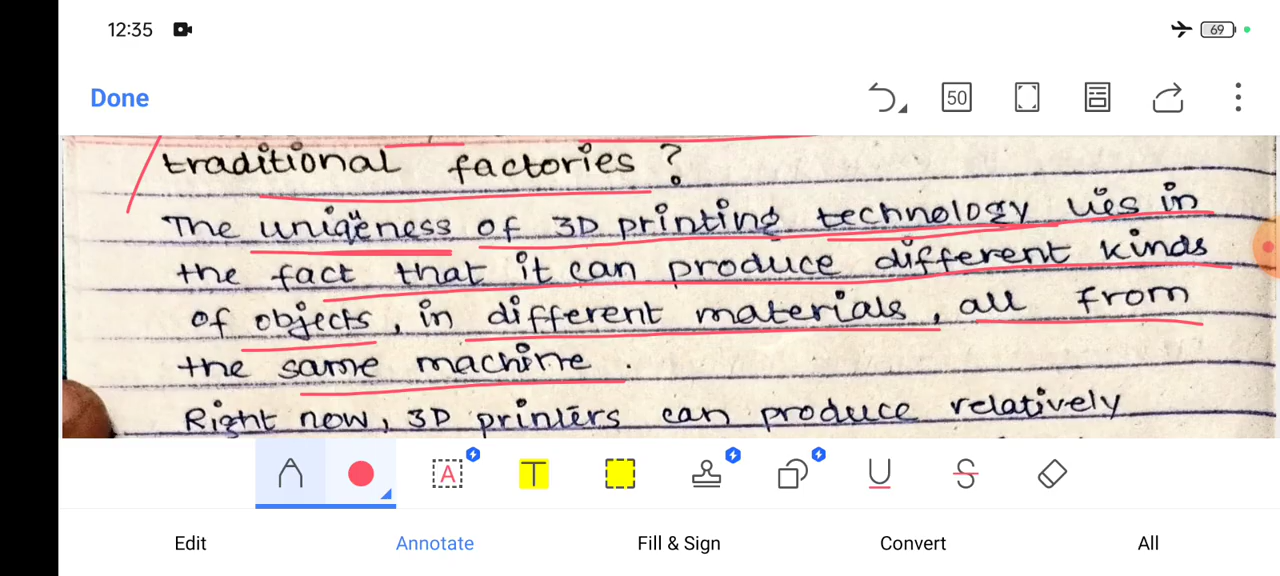 12:35
69
Done
50
traditional factories ?
The uniqeness of 3D printing technology lies in
the fact that it can produce different kinds
of objects, in different materials, all from
the same machine.
Right now, 3D printers can produce relatively
A
T
U
S
Edit
Annotate
Fill & Sign
Convert
All